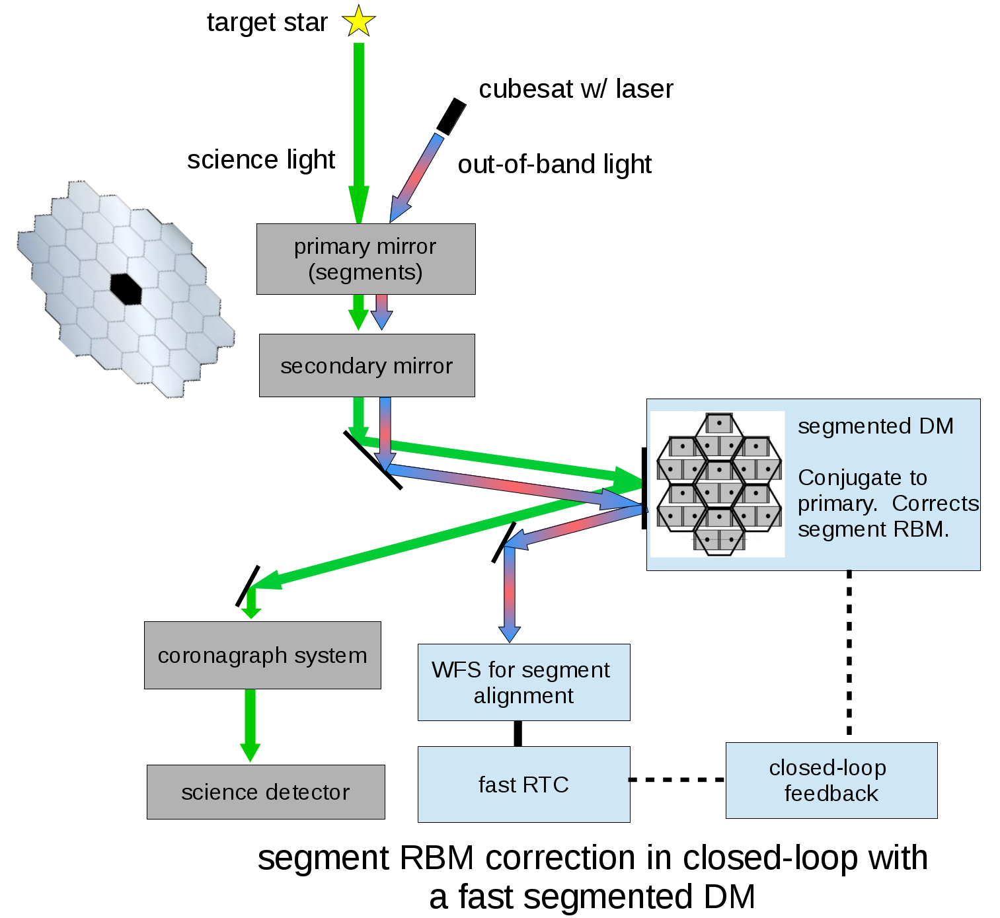 target star
cubesat w/ laser
science light
out-of-band light
primary mirror
(segments)
secondary mirror
segmented DM
Conjugate to
primary.  Corrects
segment RBM.
coronagraph system
WFS for segment
alignment
science detector
fast RTC
closed-loop
feedback
segment RBM correction in closed-loop with
a fast segmented DM